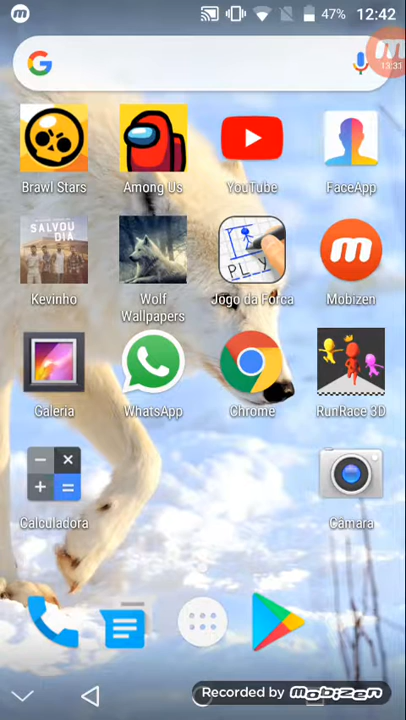 47% 12:42
13:31
Brawl Stars
Among Us
YouTube
FaceApp
SALVOU
DIA
PL Y
Kevinho
Wolf
Wallpapers
Jogo da Forca
Mobizen
Galeria
WhatsApp
Chrome
RunRace 3D
Calculadora
Câmara
Recorded by mobizen